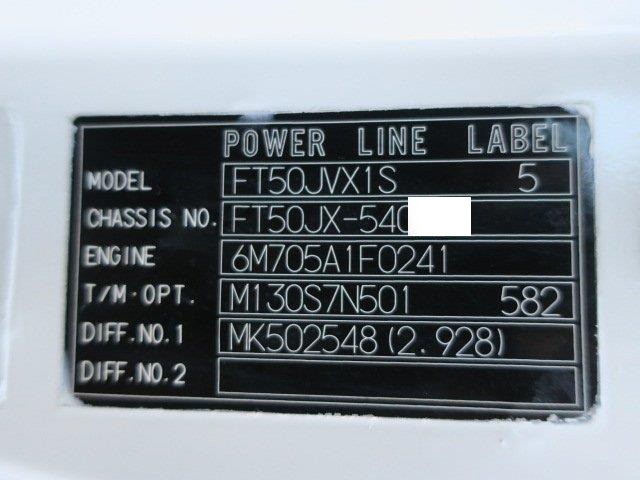 POWER LINE LABEL
MODEL FT50JVX1S 5
CHASSIS NO. FT50JX-540
ENGINE 6M705A1F0241
T/M·OPT. M130S7N501 582
DIFF.NO.1 MK502548(2.928)
DIFF.NO.2